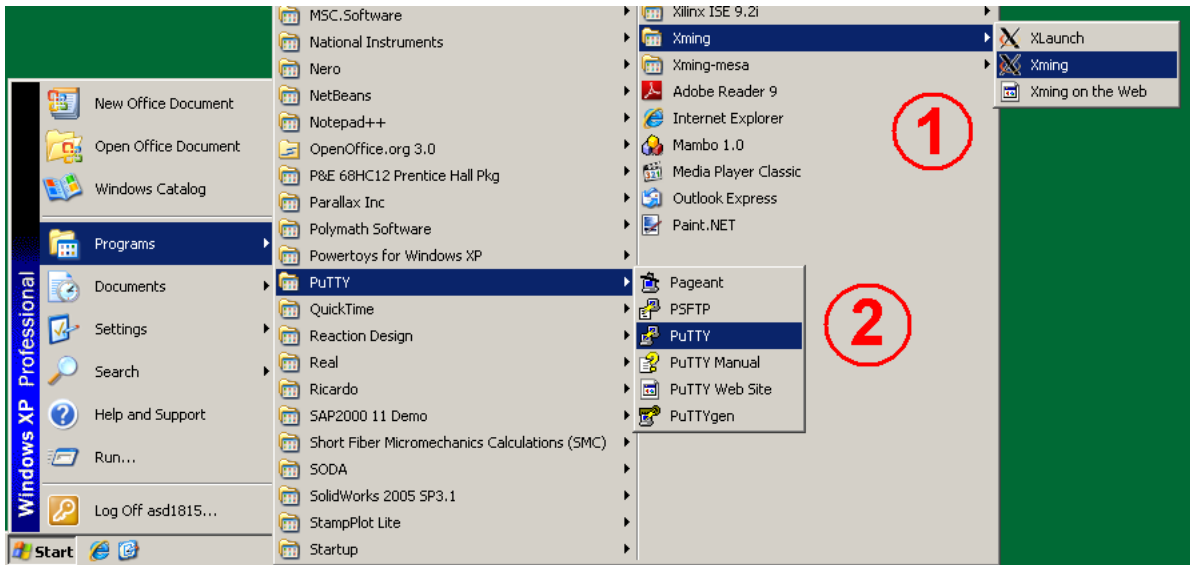 New Office Document
Open Office Document
Windows Catalog
Programs
Documents
Settings
Search
Help and Support
Run...
Log Off asd1815...
Windows XP Professional
Start
MSC.Software
National Instruments
Nero
NetBeans
Notepad++
OpenOffice.org 3.0
P&E 68HC12 Prentice Hall Pkg
Parallax Inc
Polymath Software
Powertoys for Windows XP
PuTTY
QuickTime
Reaction Design
Real
Ricardo
SAP2000 11 Demo
Short Fiber Micromechanics Calculations (SMC)
SODA
SolidWorks 2005 SP3.1
StampPlot Lite
Startup
Xilinx ISE 9.2i
Xming
Xming-mesa
Adobe Reader 9
Internet Explorer
Mambo 1.0
Media Player Classic
Outlook Express
Paint.NET
XLaunch
Xming
Xming on the Web
1
Pageant
PSFTP
PuTTY
PuTTY Manual
PuTTY Web Site
PuTTYgen
2